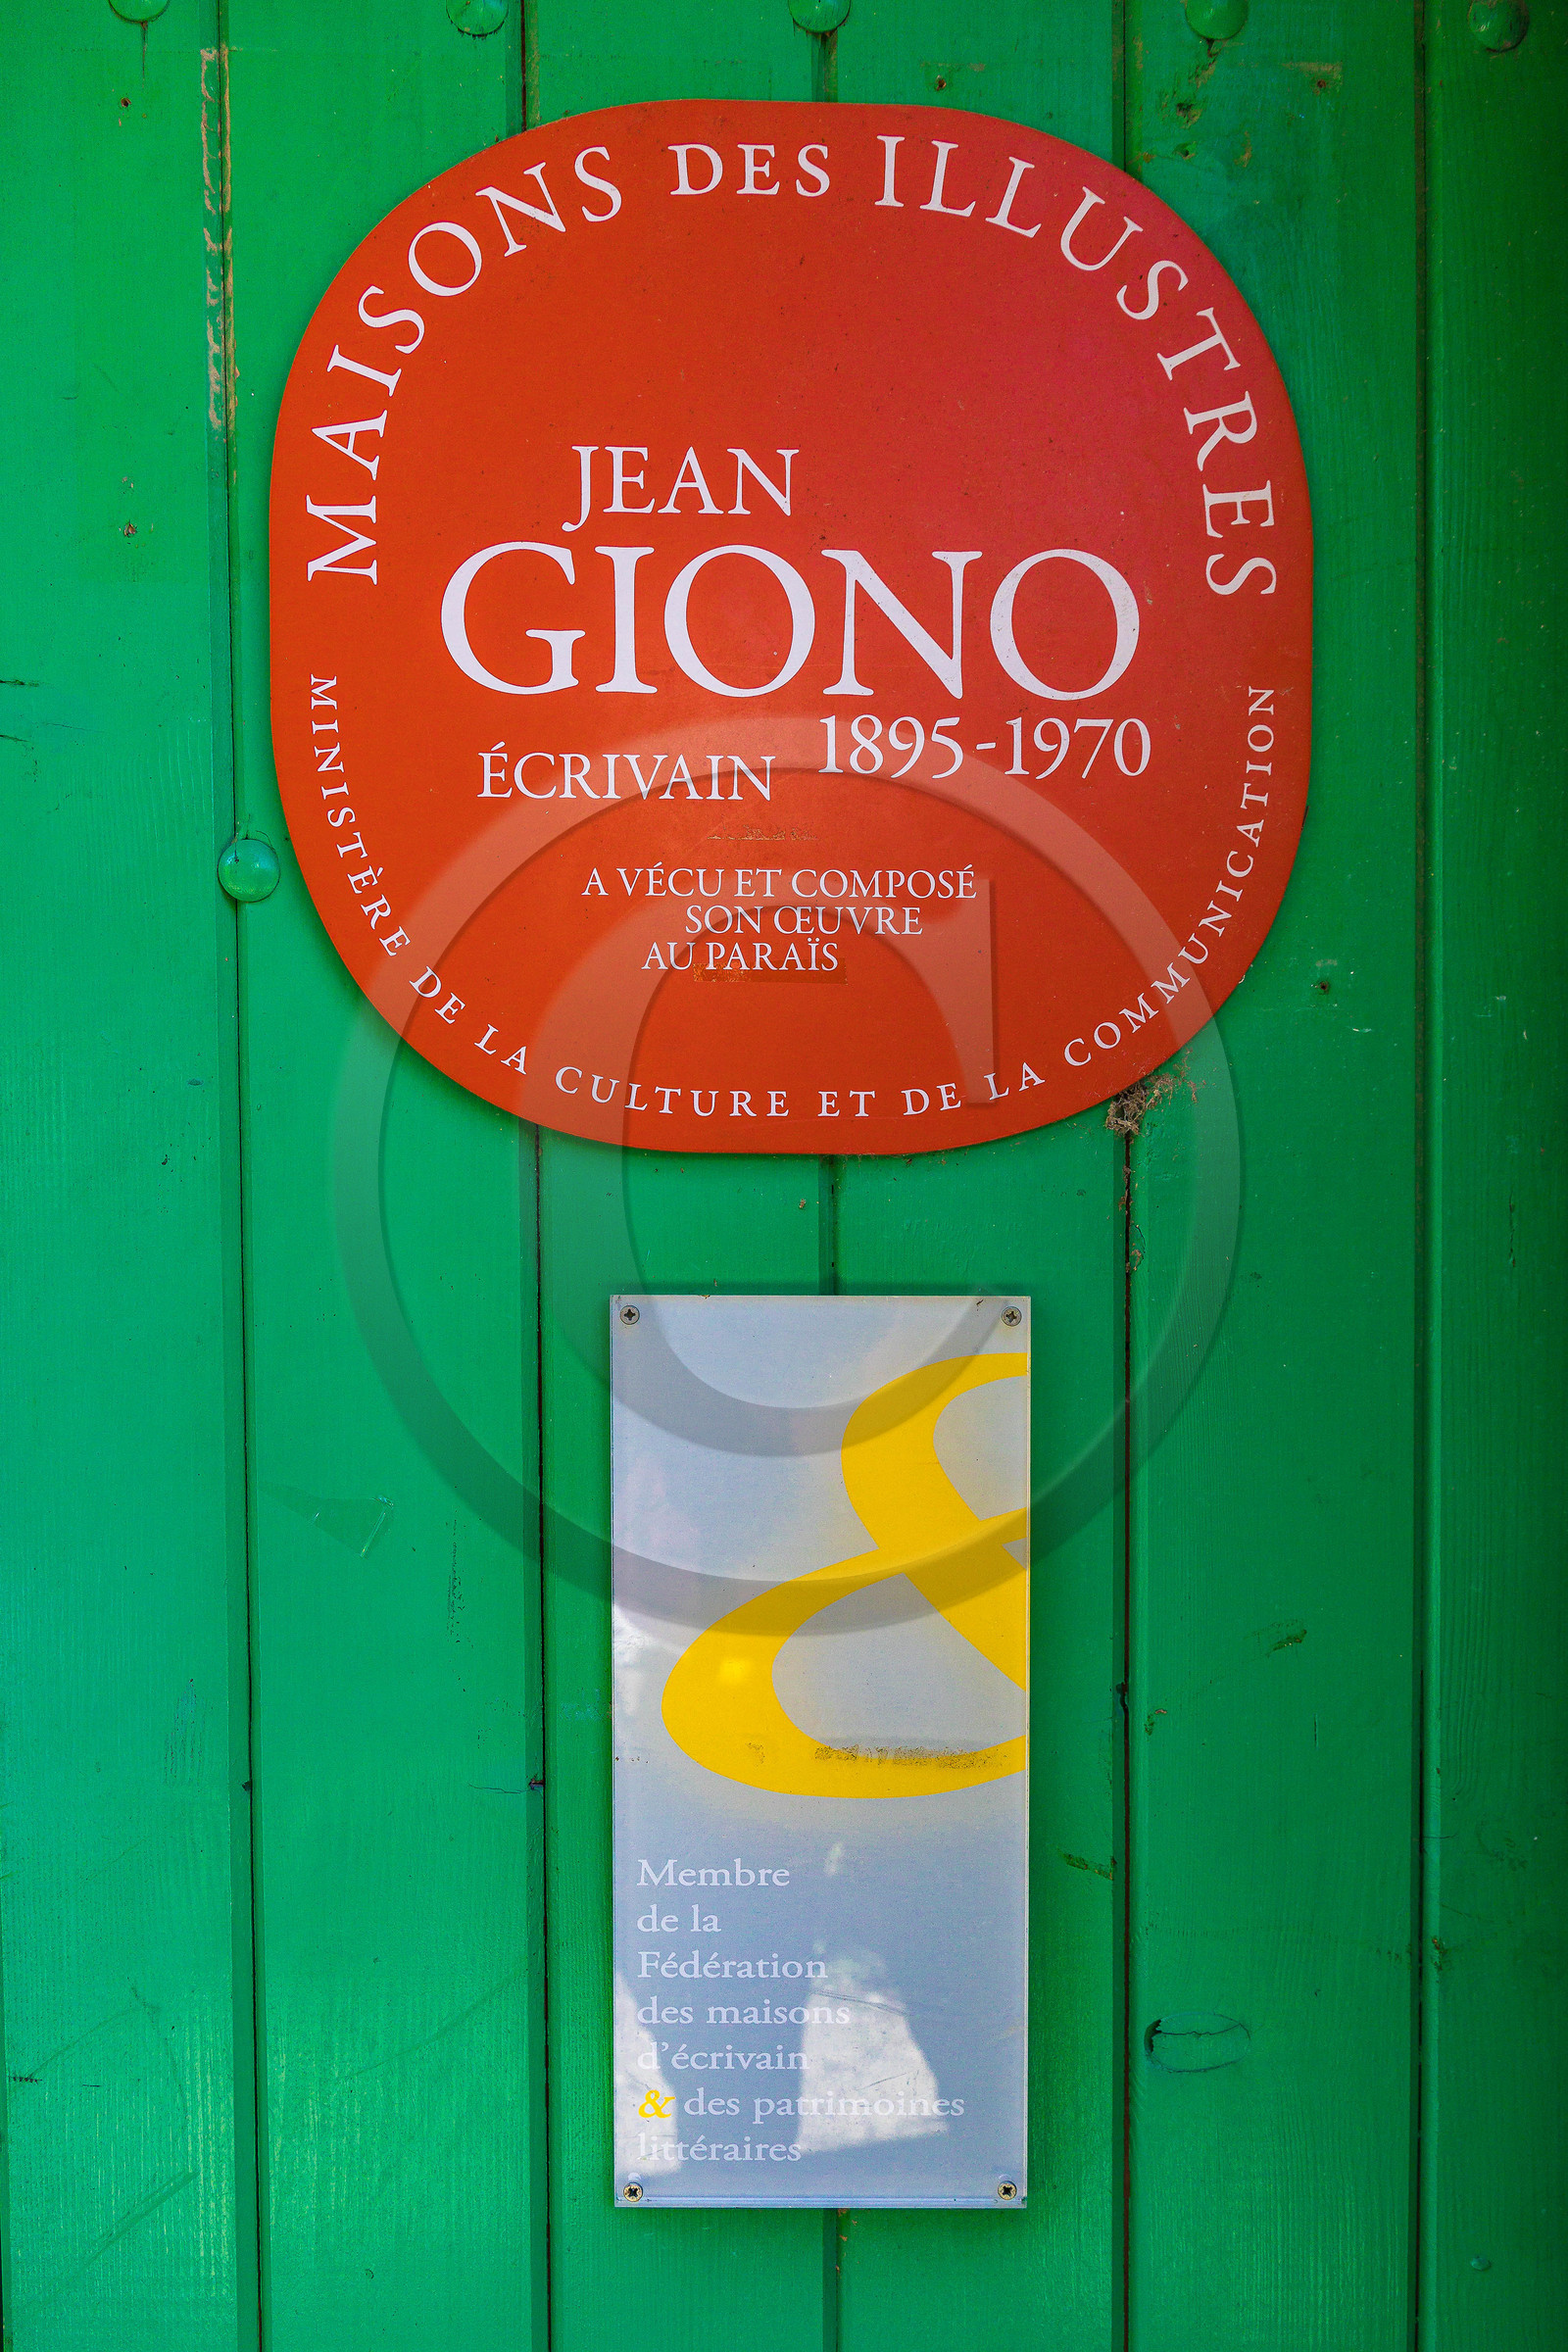 MAISONS DES ILLUSTRES
JEAN
GIONO
1895-1970
ÉCRIVAIN
A VÉCU ET COMPOSÉ
SON ŒUVRE
AU PARAÏS
MINISTÈRE DE LA CULTURE ET DE LA COMMUNICATION
&
Membre
de la
Fédération
des maisons
d'écrivain
& des patrimoines
littéraires